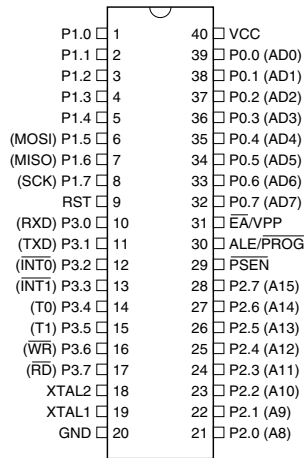 P1.0 1 40 VCC
P1.1 2 39 P0.0 (AD0)
P1.2 3 38 P0.1 (AD1)
P1.3 4 37 P0.2 (AD2)
P1.4 5 36 P0.3 (AD3)
(MOSI) P1.5 6 35 P0.4 (AD4)
(MISO) P1.6 7 34 P0.5 (AD5)
(SCK) P1.7 8 33 P0.6 (AD6)
RST 9 32 P0.7 (AD7)
(RXD) P3.0 10 31 E̅A̅/VPP
(TXD) P3.1 11 30 ALE/P̅R̅O̅G̅
(I̅N̅T̅0̅) P3.2 12 29 P̅S̅E̅N̅
(I̅N̅T̅1̅) P3.3 13 28 P2.7 (A15)
(T0) P3.4 14 27 P2.6 (A14)
(T1) P3.5 15 26 P2.5 (A13)
(W̅R̅) P3.6 16 25 P2.4 (A12)
(R̅D̅) P3.7 17 24 P2.3 (A11)
XTAL2 18 23 P2.2 (A10)
XTAL1 19 22 P2.1 (A9)
GND 20 21 P2.0 (A8)